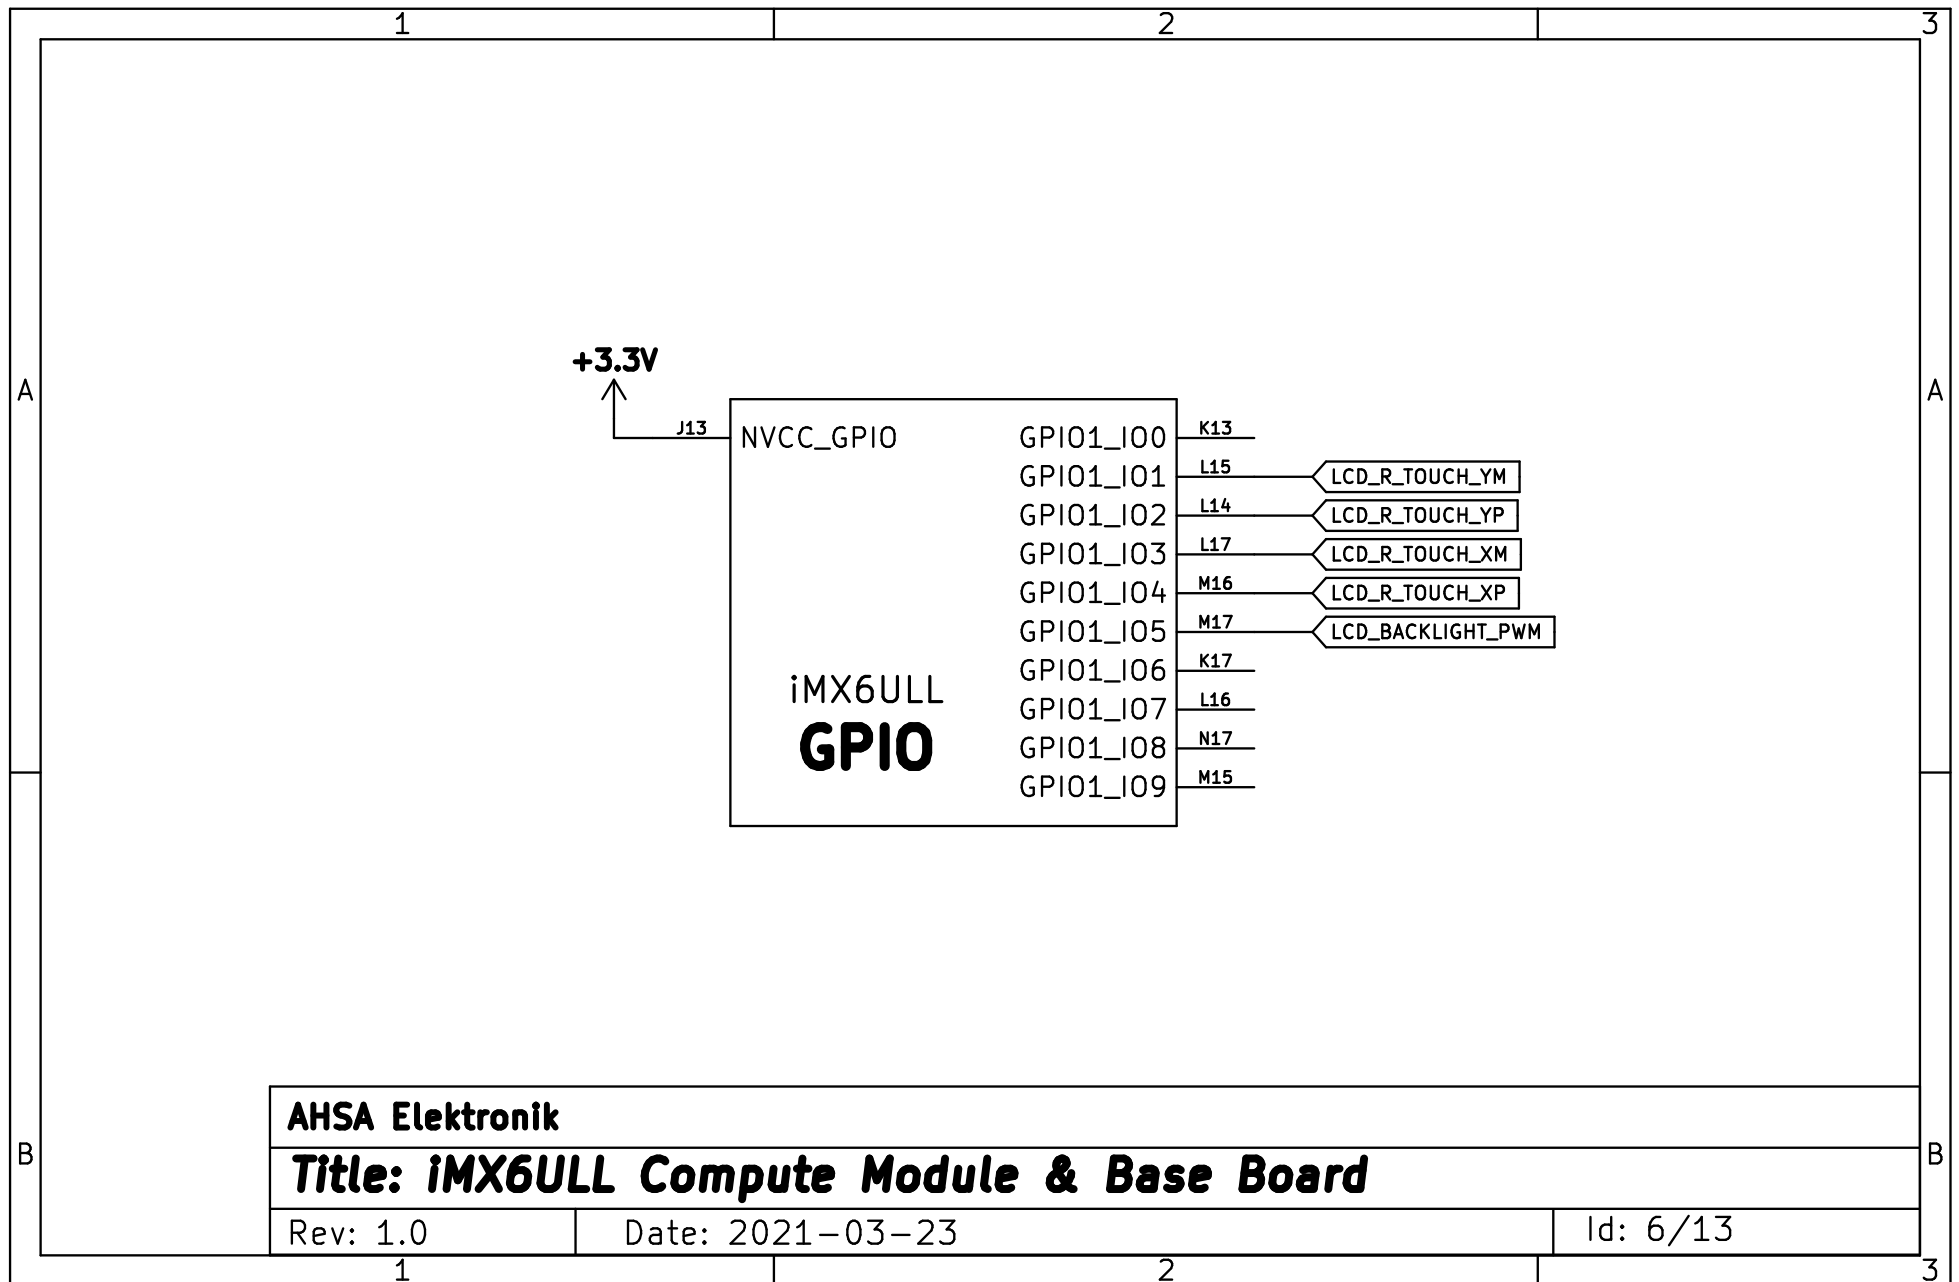 1 2 3
+3.3V
A A
J13 NVCC_GPIO GPIO1_IO0 K13
GPIO1_IO1 L15 LCD_R_TOUCH_YM
GPIO1_IO2 L14 LCD_R_TOUCH_YP
GPIO1_IO3 L17 LCD_R_TOUCH_XM
GPIO1_IO4 M16 LCD_R_TOUCH_XP
GPIO1_IO5 M17 LCD_BACKLIGHT_PWM
GPIO1_IO6 K17
iMX6ULL
GPIO1_IO7 L16
GPIO
GPIO1_IO8 N17
GPIO1_IO9 M15
AHSA Elektronik
B B
Title: iMX6ULL Compute Module & Base Board
Rev: 1.0 Date: 2021-03-23 Id: 6/13
1 2 3